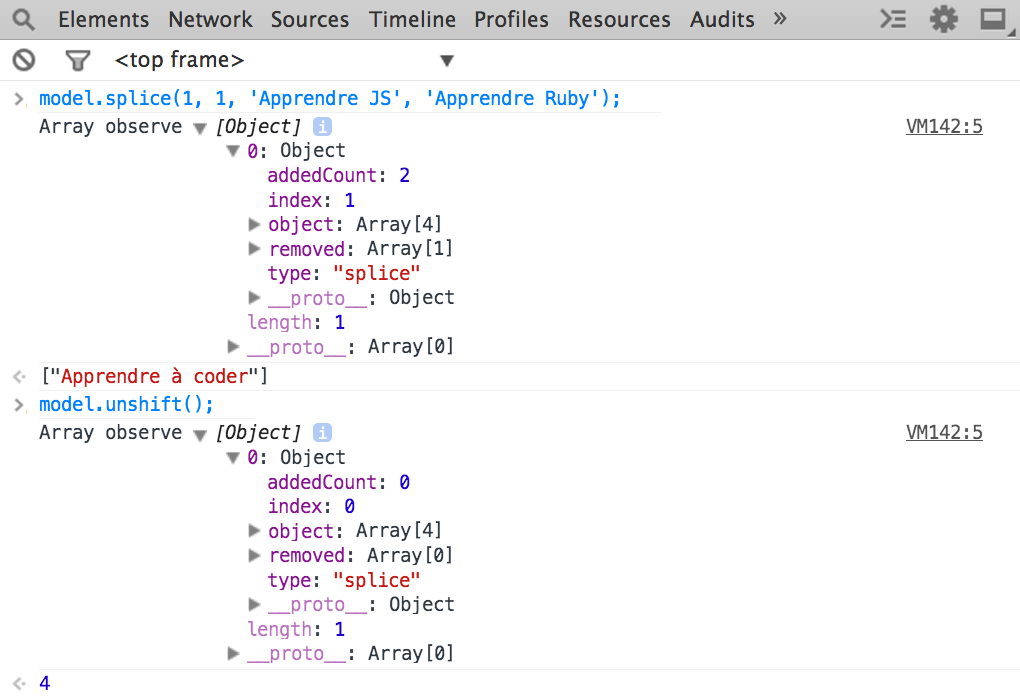 Elements Network Sources Timeline Profiles Resources Audits »
<top frame> ▼
> model.splice(1, 1, 'Apprendre JS', 'Apprendre Ruby');
Array observe ▼ [Object] i VM142:5
▼ 0: Object
addedCount: 2
index: 1
▶ object: Array[4]
▶ removed: Array[1]
type: "splice"
▶ __proto__: Object
length: 1
▶ __proto__: Array[0]
["Apprendre à coder"]
> model.unshift();
Array observe ▼ [Object] i VM142:5
▼ 0: Object
addedCount: 0
index: 0
▶ object: Array[4]
▶ removed: Array[0]
type: "splice"
▶ __proto__: Object
length: 1
▶ __proto__: Array[0]
4